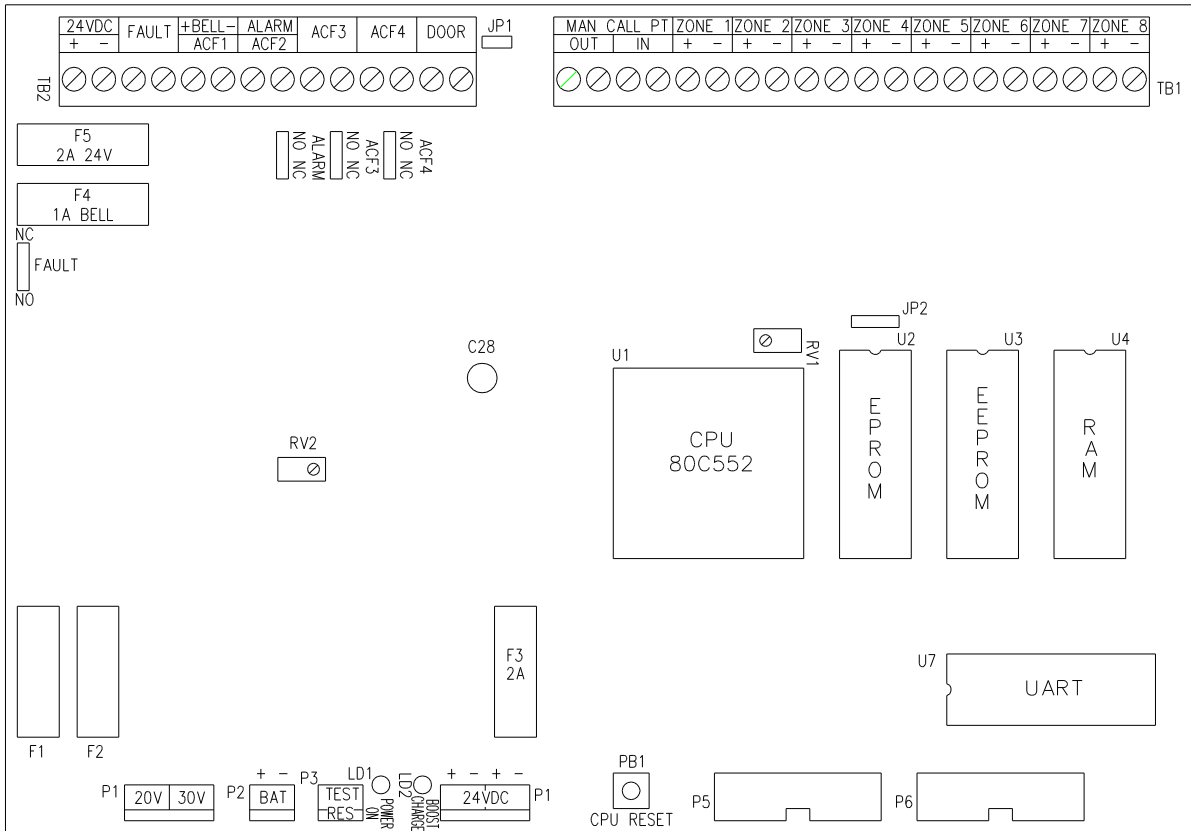 24VDC FAULT +BELL- ALARM ACF3 ACF4 DOOR JP1 MAN CALL PT ZONE 1 ZONE 2 ZONE 3 ZONE 4 ZONE 5 ZONE 6 ZONE 7 ZONE 8
+ - ACF1 ACF2 OUT IN + - + - + - + - + - + - + - + -
TB2 TB1
F5
2A 24V
NO NC ALARM
NO NC ACF3
NO NC ACF4
F4
1A BELL
NC
FAULT
NO
JP2
C28 U1 RV1 U2 U3 U4
CPU
80C552
EPROM
EEPROM
RAM
RV2
F3
2A
U7 UART
F1 F2
PB1
P1 20V 30V
+ -
P2 BAT
P3 TEST
RES
LD1 POWER ON
LD2 BOOST CHARGE
+ - + -
24VDC P1
CPU RESET
P5 P6